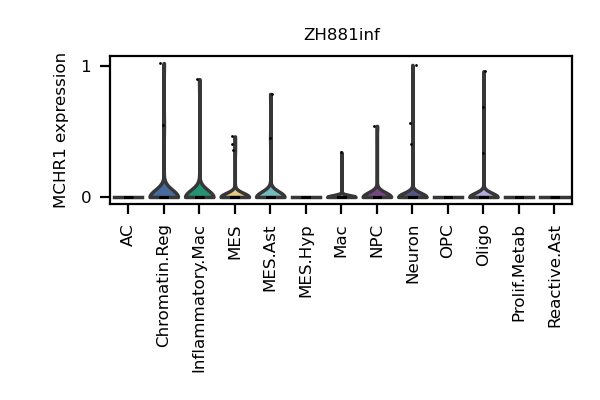 ZH881inf
MCHR1 expression
1
0
AC
Chromatin.Reg
Inflammatory.Mac
MES
MES.Ast
MES.Hyp
Mac
NPC
Neuron
OPC
Oligo
Prolif.Metab
Reactive.Ast